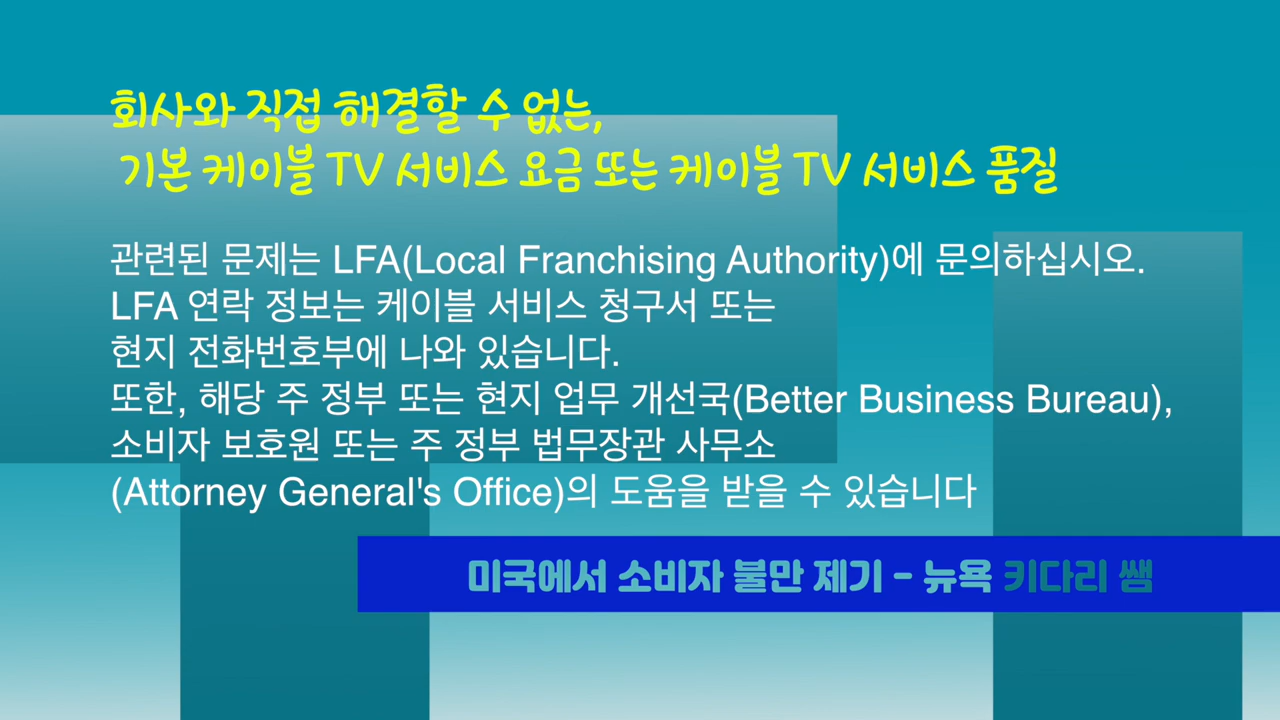 회사와 직접 해결할 수 없는,
기본 케이블 TV 서비스 요금 또는 케이블 TV 서비스 품질
관련된 문제는 LFA(Local Franchising Authority)에 문의하십시오.
LFA 연락 정보는 케이블 서비스 청구서 또는
현지 전화번호부에 나와 있습니다.
또한, 해당 주 정부 또는 현지 업무 개선국(Better Business Bureau),
소비자 보호원 또는 주 정부 법무장관 사무소
(Attorney General's Office)의 도움을 받을 수 있습니다
미국에서 소비자 불만 제기 - 뉴욕 키다리 쌤